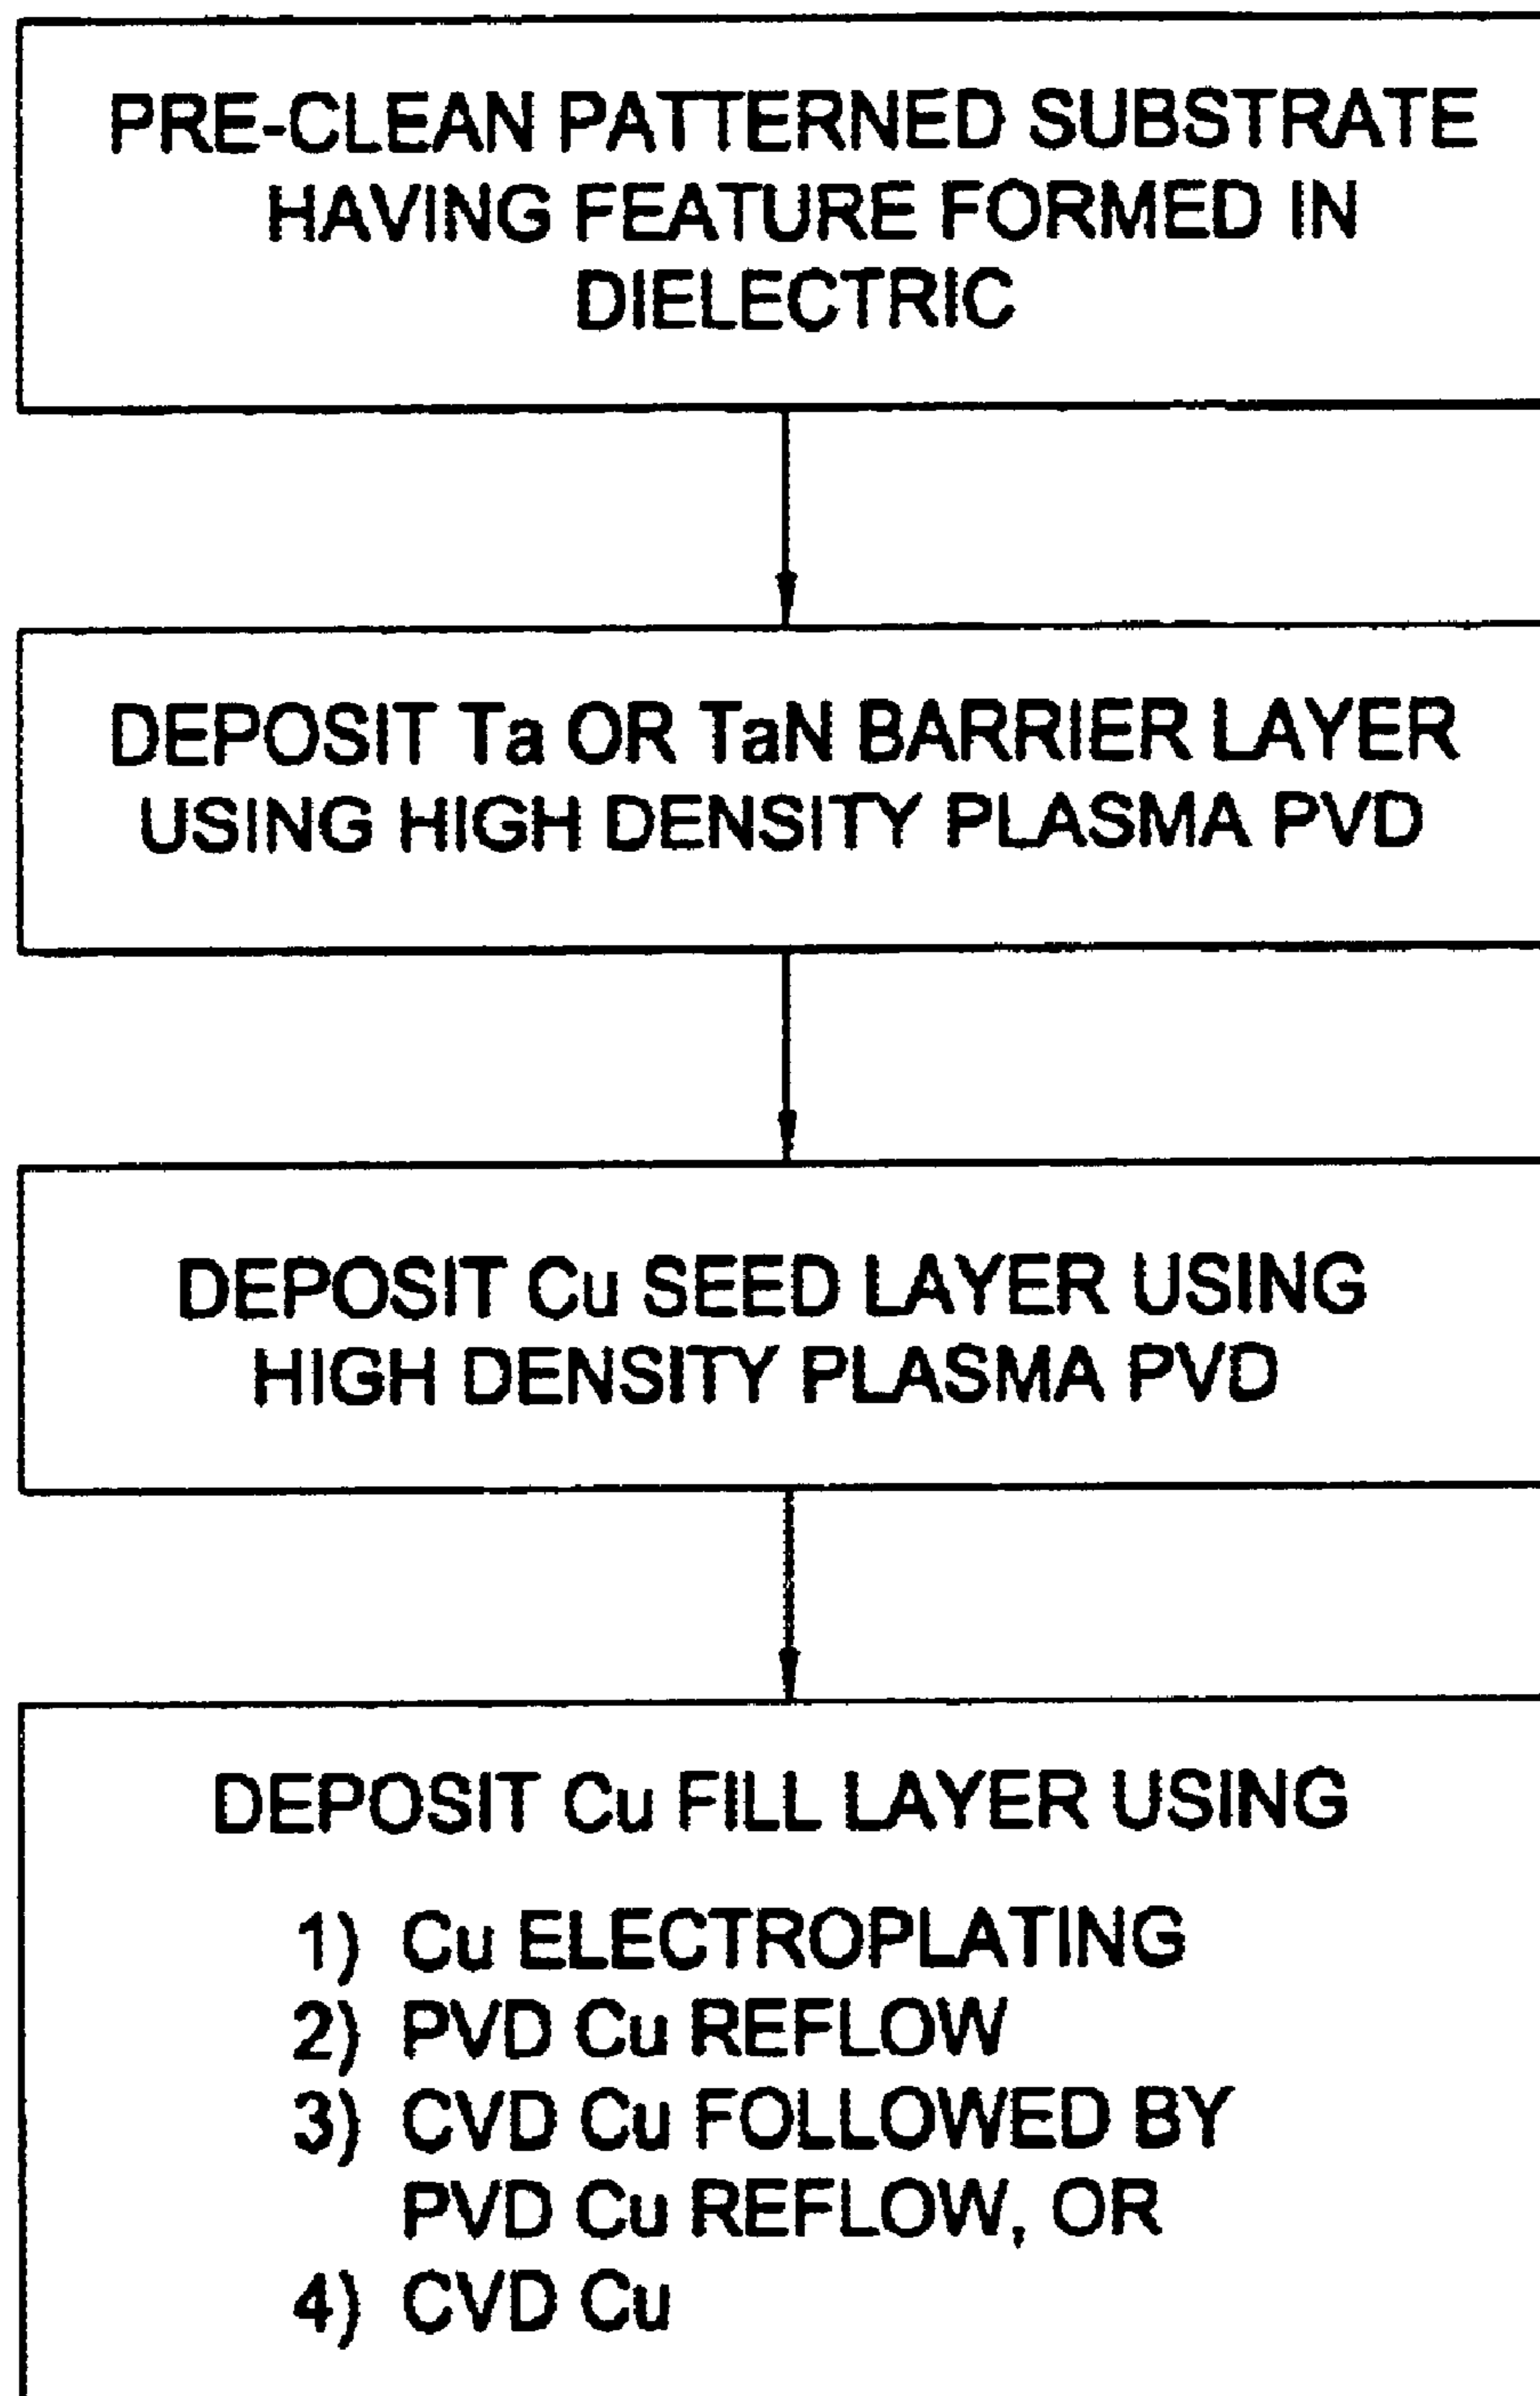 PRE-CLEAN PATTERNED SUBSTRATE
HAVING FEATURE FORMED IN
DIELECTRIC
DEPOSIT Ta OR TaN BARRIER LAYER
USING HIGH DENSITY PLASMA PVD
DEPOSIT Cu SEED LAYER USING
HIGH DENSITY PLASMA PVD
DEPOSIT Cu FILL LAYER USING
1) Cu ELECTROPLATING
2) PVD Cu REFLOW
3) CVD Cu FOLLOWED BY
PVD Cu REFLOW, OR
4) CVD Cu